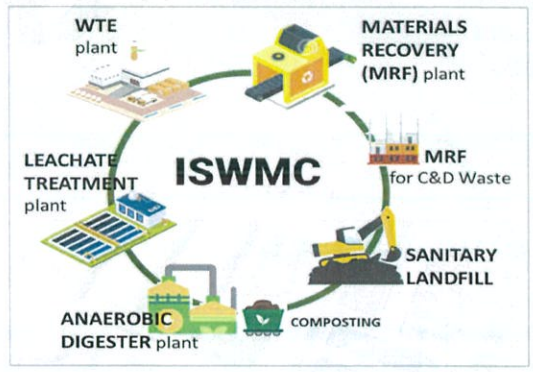 WTE
plant
MATERIALS
RECOVERY
(MRF) plant
MRF
for C&D Waste
SANITARY
LANDFILL
COMPOSTING
ANAEROBIC
DIGESTER plant
LEACHATE
TREATMENT
plant
ISWMC